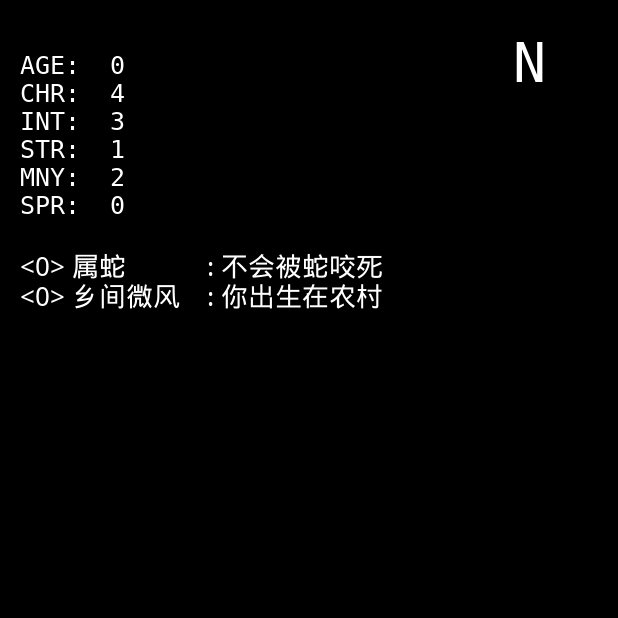 N
AGE: 0
CHR: 4
INT: 3
STR: 1
MNY: 2
SPR: 0
<O> 属蛇 :不会被蛇咬死
<O> 乡间微风 :你出生在农村